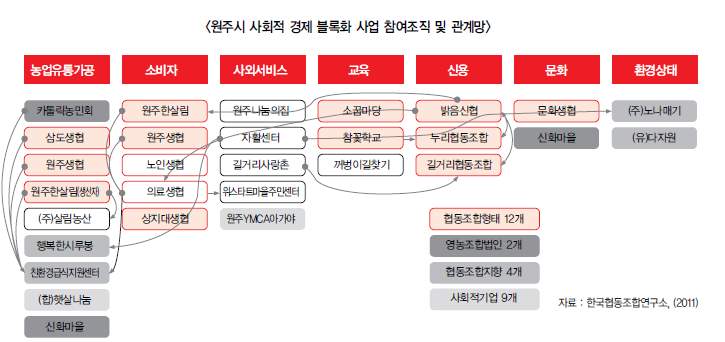 <원주시 사회적 경제 블록화 사업 참여조직 및 관계망>
농업유통가공
소비자
사외서비스
교육
신용
문화
환경상태
카톨릭농민회
원주한살림
원주나눔의집
소꿉마당
밝음신협
문화생협
(주)노나매기
삼도생협
원주생협
자활센터
참꽃학교
누리협동조합
신화마을
(유)다자원
원주생협
노인생협
길거리사랑촌
꺼벙이길찾기
길거리협동조합
원주한살림(생산자)
의료생협
위스타트마을주민센터
(주)살림농산
상지대생협
원주YMCA아가야
협동조합형태 12개
행복한시루봉
영농조합법인 2개
친환경급식지원센터
협동조합지향 4개
(합)햇살나눔
사회적기업 9개
신화마을
자료 : 한국협동조합연구소, (2011)